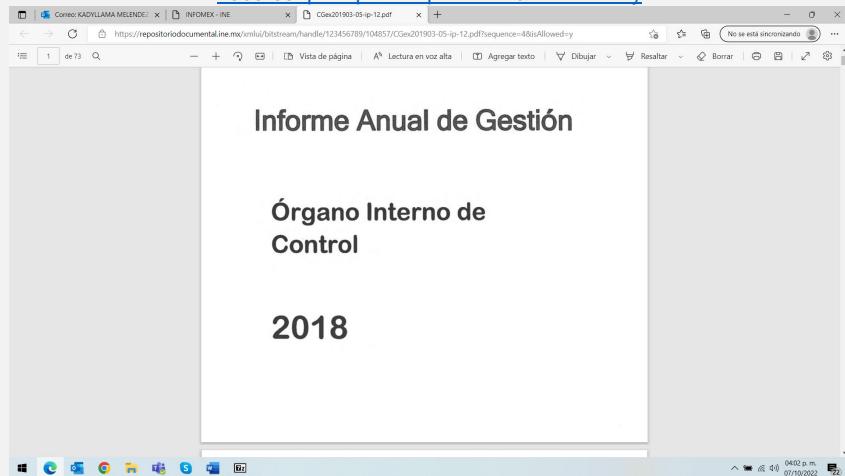 Correo: KADYLLAMA MELENDEZ
INFOMEX - INE
CGex201903-05-ip-12.pdf
https://repositoriodocumental.ine.mx/xmlui/bitstream/handle/123456789/104857/CGex201903-05-ip-12.pdf?sequence=4&isAllowed=y
No se está sincronizando
1 de 73
Vista de página
Lectura en voz alta
Agregar texto
Dibujar
Resaltar
Borrar
Informe Anual de Gestión
Órgano Interno de
Control
2018
04:02 p. m.
07/10/2022
22